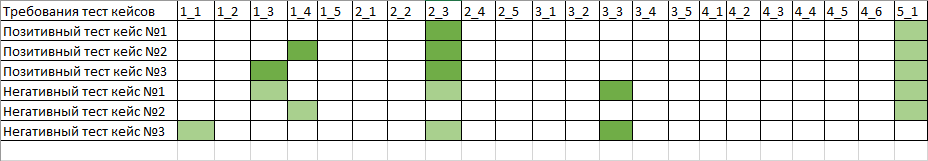 Требования тест кейсов 1_1 1_2 1_3 1_4 1_5 2_1 2_2 2_3 2_4 2_5 3_1 3_2 3_3 3_4 3_5 4_1 4_2 4_3 4_4 4_5 4_6 5_1
Позитивный тест кейс №1
Позитивный тест кейс №2
Позитивный тест кейс №3
Негативный тест кейс №1
Негативный тест кейс №2
Негативный тест кейс №3